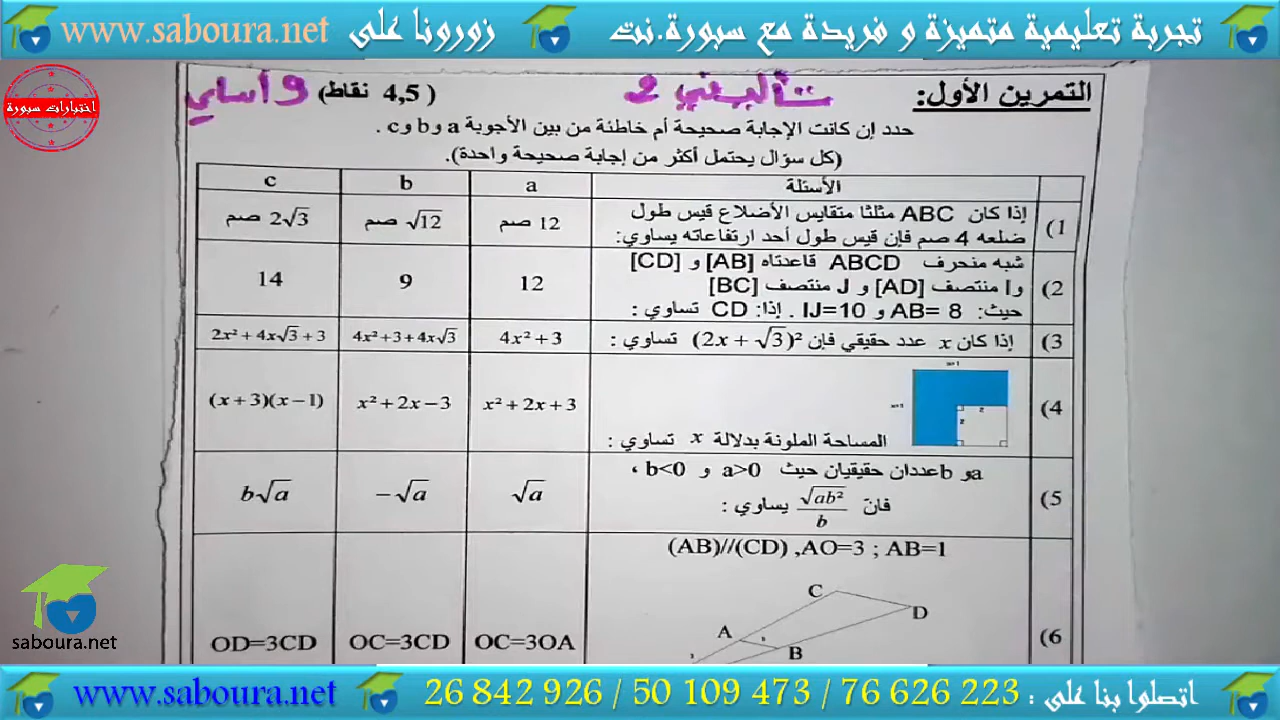 تجربة تعليمية متميزة و فريدة مع سبورة.نت زورونا على www.saboura.net
اختبارات سبورة
التمرين الأول: ( 4,5 نقاط) تأليفي 2 9 أساسي
حدد إن كانت الإجابة صحيحة أم خاطئة من بين الأجوبة a وb وc .
(كل سؤال يحتمل أكثر من إجابة صحيحة واحدة).
الأسئلة a b c
1) إذا كان ABC مثلثا متقايس الأضلاع قيس طول
ضلعه 4 صم فإن قيس طول أحد ارتفاعاته يساوي:
12 صم √12 صم 2√3 صم
2) شبه منحرف ABCD قاعدتاه [AB] و [CD]
وI منتصف [AD] و J منتصف [BC]
حيث: AB= 8 و IJ=10 . إذا: CD تساوي :
12 9 14
3) إذا كان x عدد حقيقي فإن (2x + √3)² تساوي :
4x² + 3 4x² + 3 + 4x√3 2x² + 4x√3 + 3
4) المساحة الملونة بدلالة x تساوي :
2
2
x² + 2x + 3 x² + 2x − 3 (x + 3)(x − 1)
5) a و b عددان حقيقيان حيث a>0 و b<0 ،
فانّ √ab²/b يساوي :
√a −√a b√a
6) (AB)//(CD) ,AO=3 ; AB=1
C
D
A
B
OC=3OA OC=3CD OD=3CD
saboura.net
اتصلوا بنا على : 76 626 223 / 50 109 473 / 26 842 926 www.saboura.net